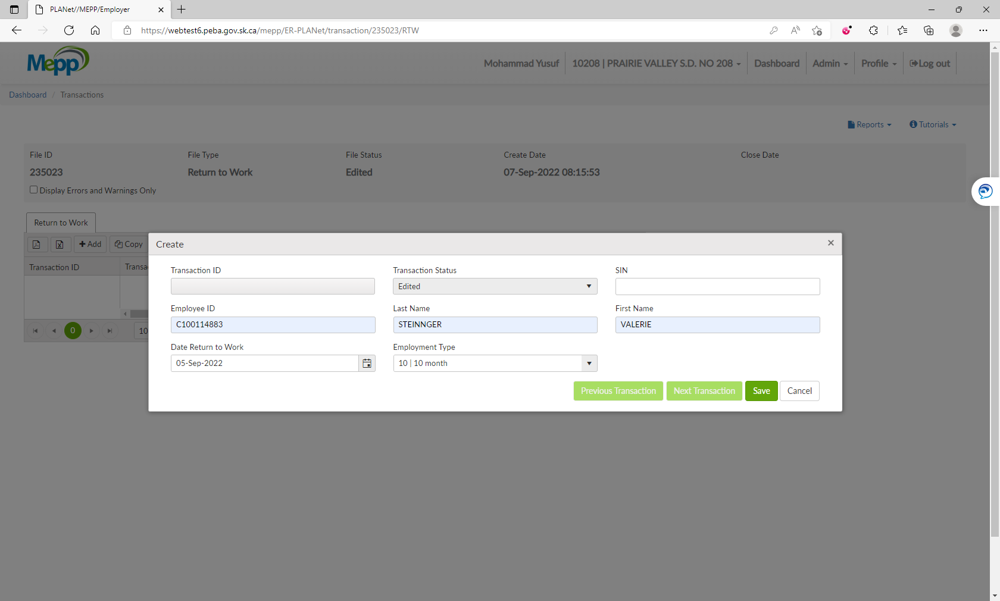 PLANet//MEPP/Employer
https://webtest6.peba.gov.sk.ca/mepp/ER-PLANet/transaction/235023/RTW
Mepp
Mohammad Yusuf
10208 | PRAIRIE VALLEY S.D. NO 208
Dashboard
Admin
Profile
Log out
Dashboard / Transactions
Reports
Tutorials
File ID
File Type
File Status
Create Date
Close Date
235023
Return to Work
Edited
07-Sep-2022 08:15:53
Display Errors and Warnings Only
Return to Work
Add
Copy
Transaction ID
Transa
0
10
Create
Transaction ID
Transaction Status
SIN
Edited
Employee ID
Last Name
First Name
C100114883
STEINNGER
VALERIE
Date Return to Work
Employment Type
05-Sep-2022
10 | 10 month
Previous Transaction
Next Transaction
Save
Cancel